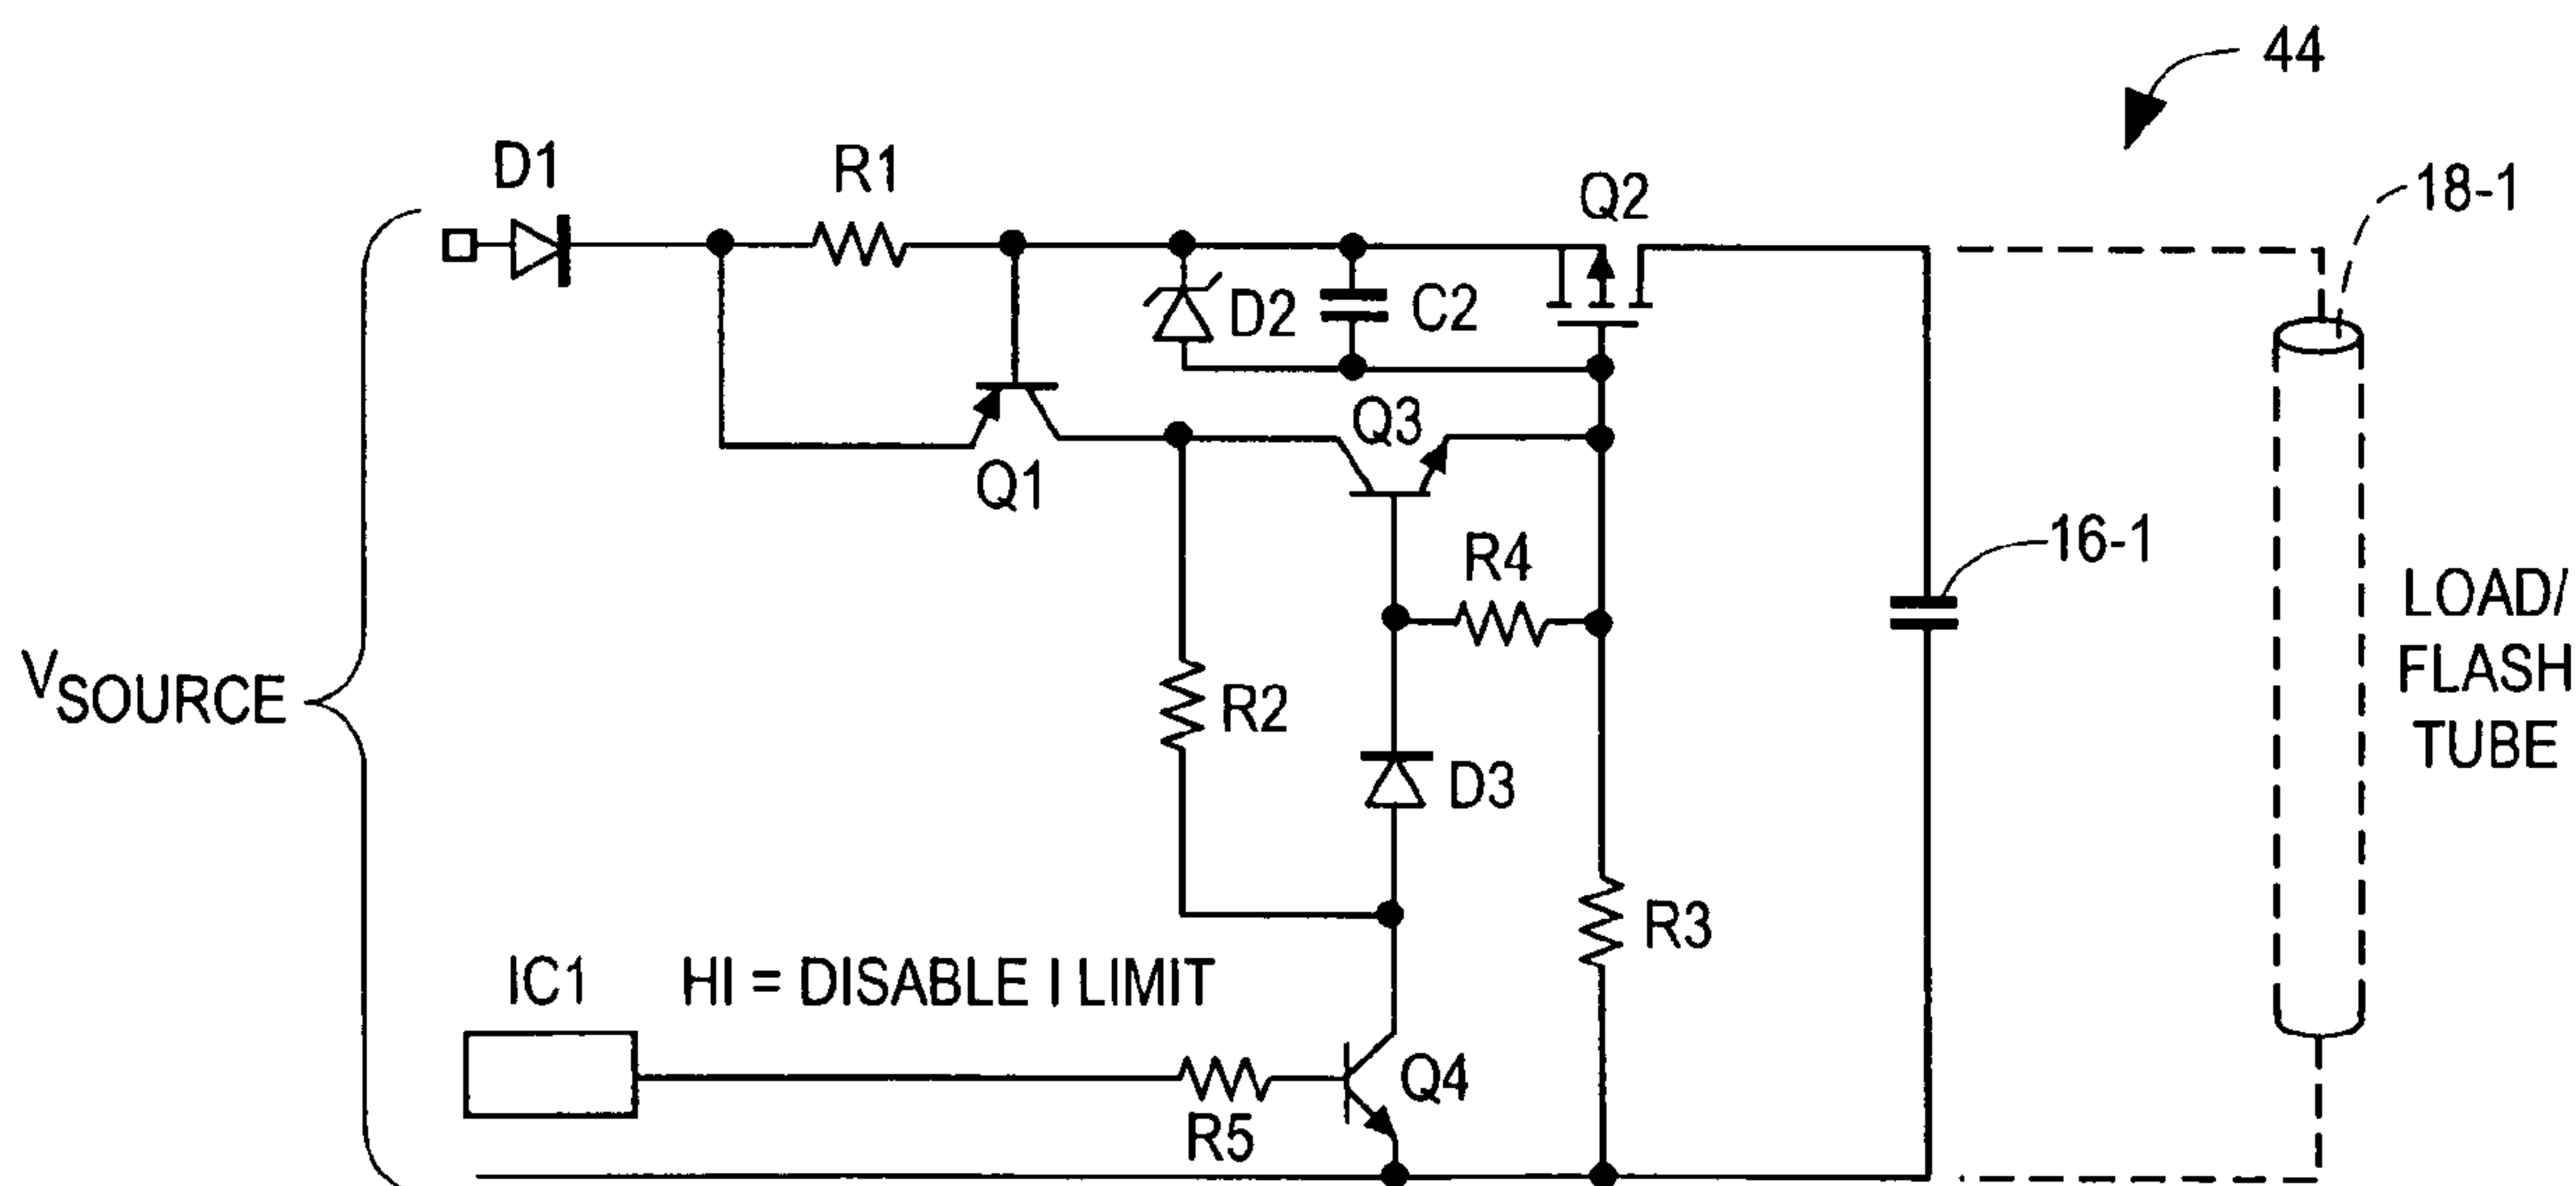 44
D1
R1
Q2
18-1
D2
C2
Q3
Q1
R4
16-1
LOAD/
FLASH
TUBE
VSOURCE
R2
D3
R3
IC1
HI = DISABLE I LIMIT
Q4
R5